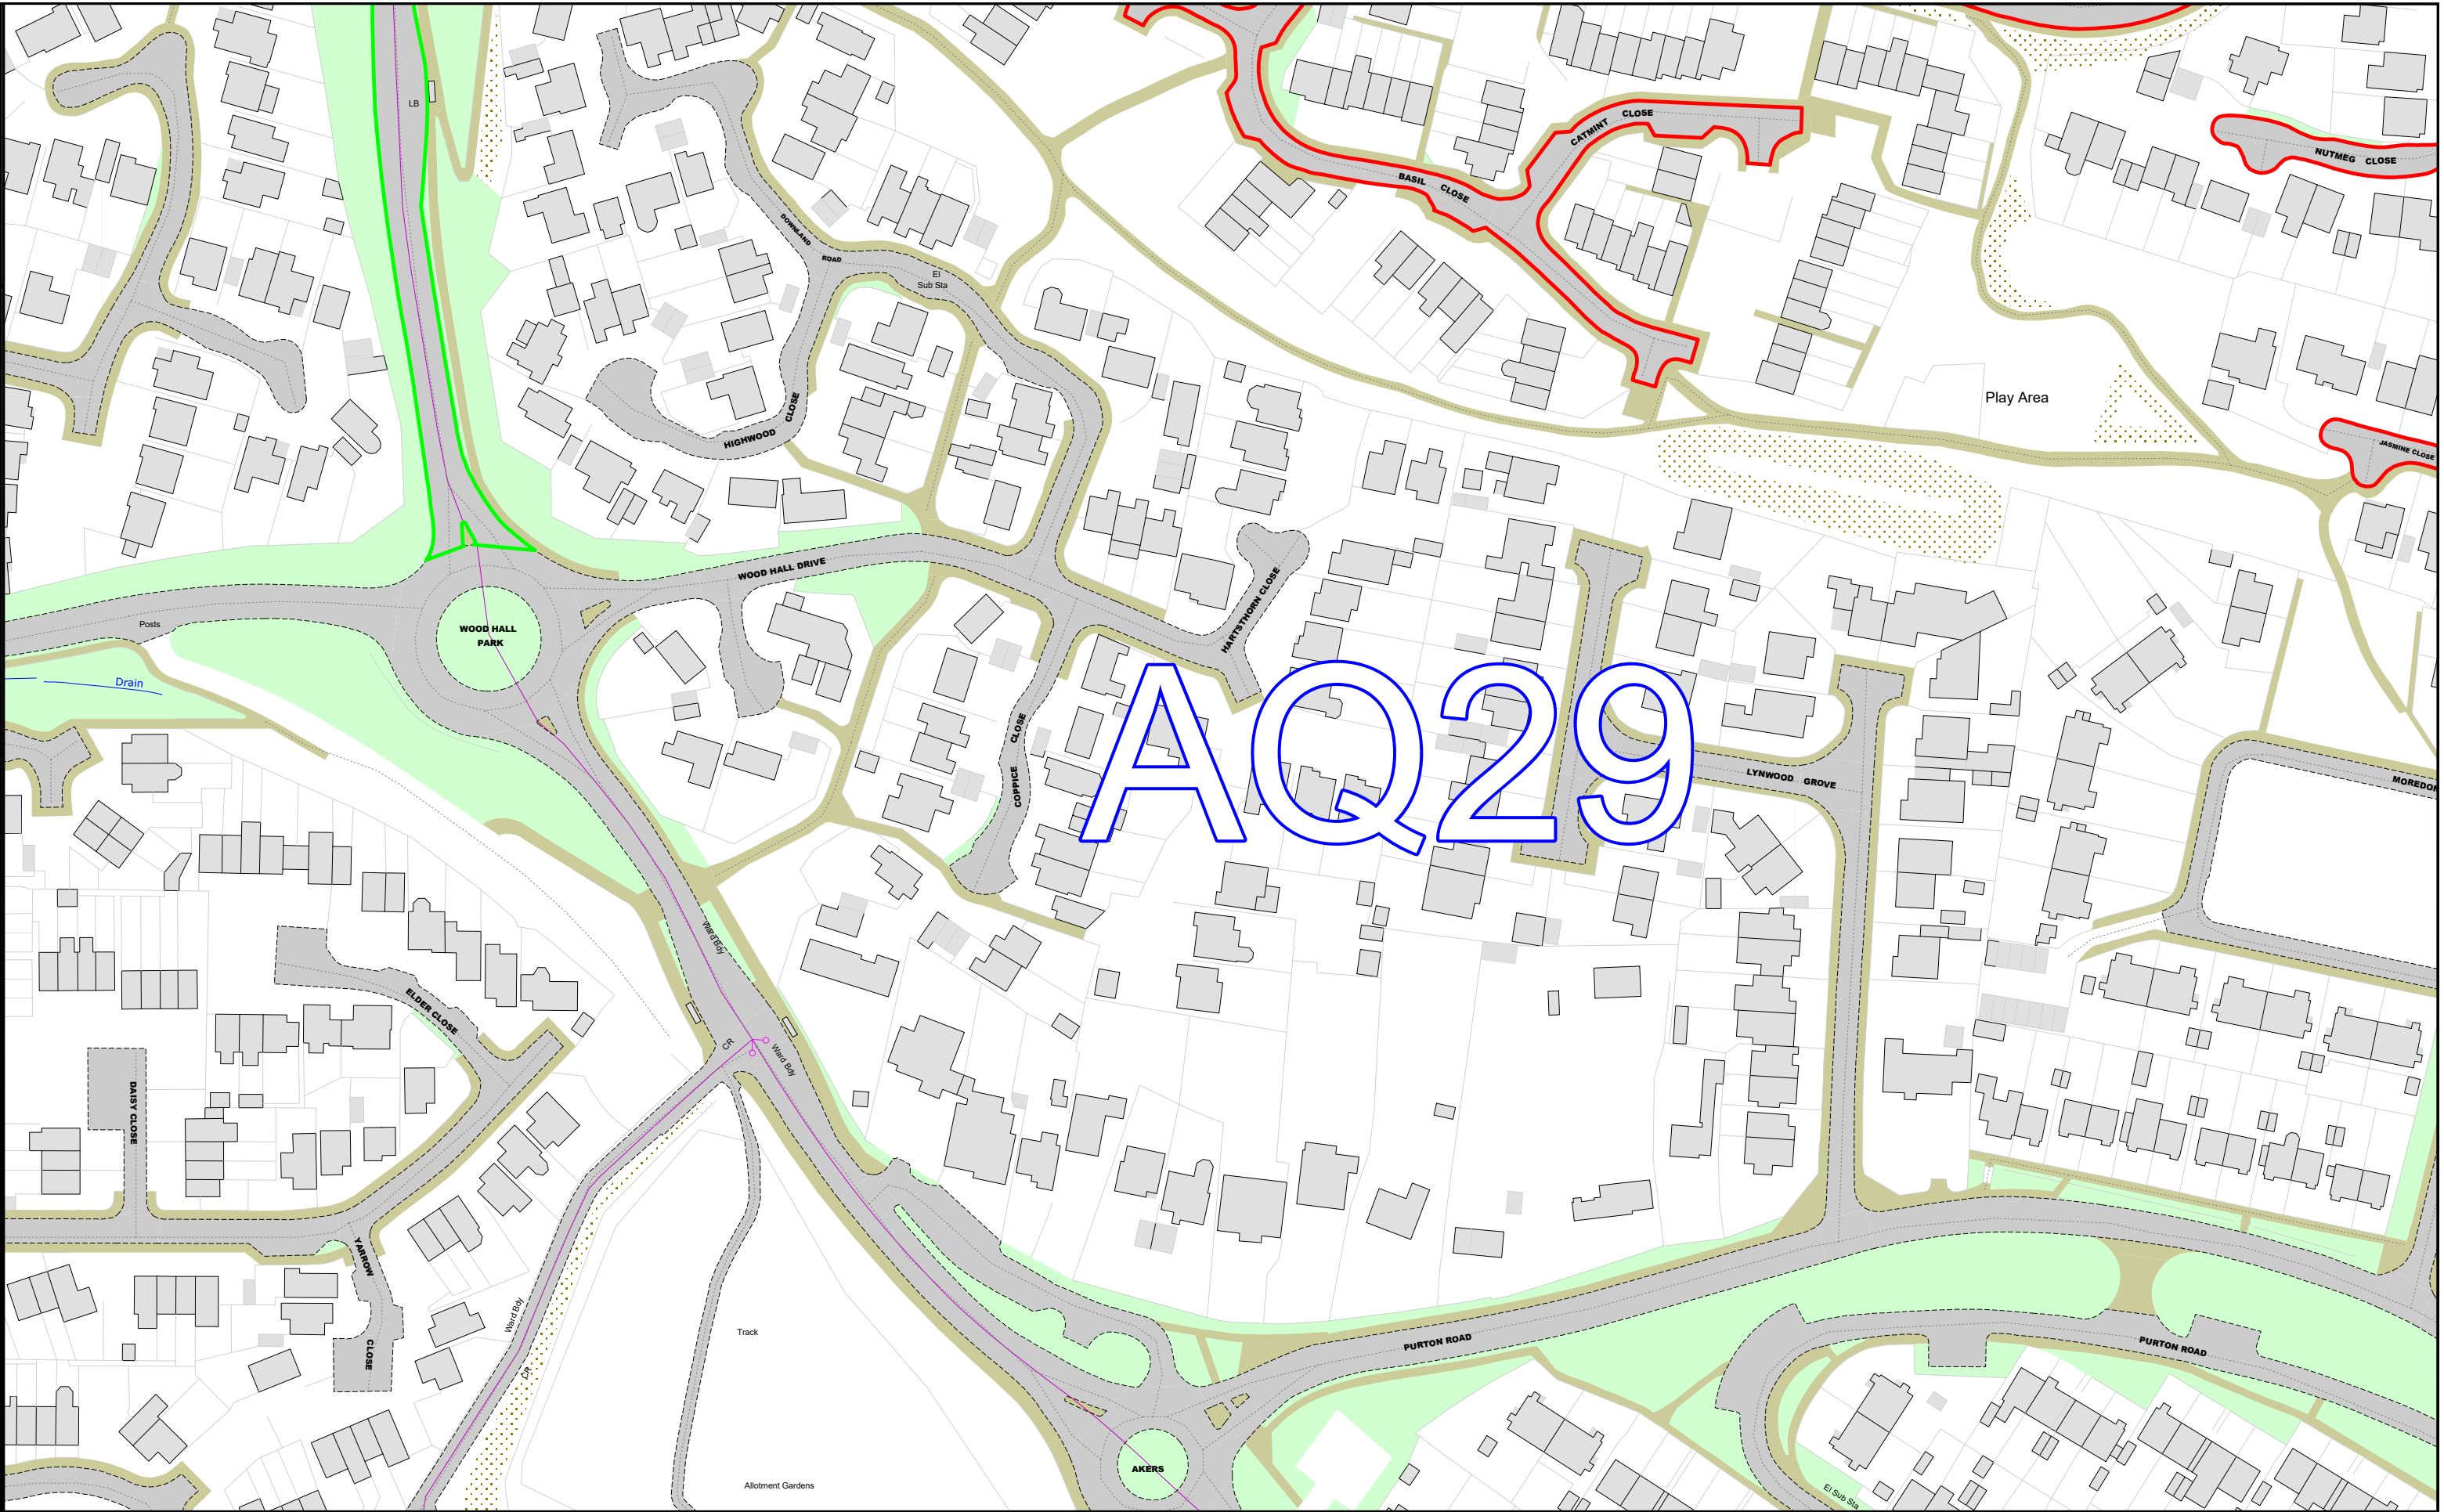 LB
CATMINT CLOSE
NUTMEG CLOSE
BASIL CLOSE
DOWNLAND
ROAD
El
Sub Sta
Play Area
HIGHWOOD CLOSE
JASMINE CLOSE
WOOD HALL DRIVE
HARTSTHORN CLOSE
Posts
WOOD HALL
PARK
Drain
AQ29
COPPICE CLOSE
LYNWOOD GROVE
MOREDON
Ward Bdy
ELDER CLOSE
CR
Ward Bdy
DAISY CLOSE
YARROW
CLOSE
Ward Bdy
CR
Track
PURTON ROAD
PURTON ROAD
AKERS
Allotment Gardens
El Sub Sta